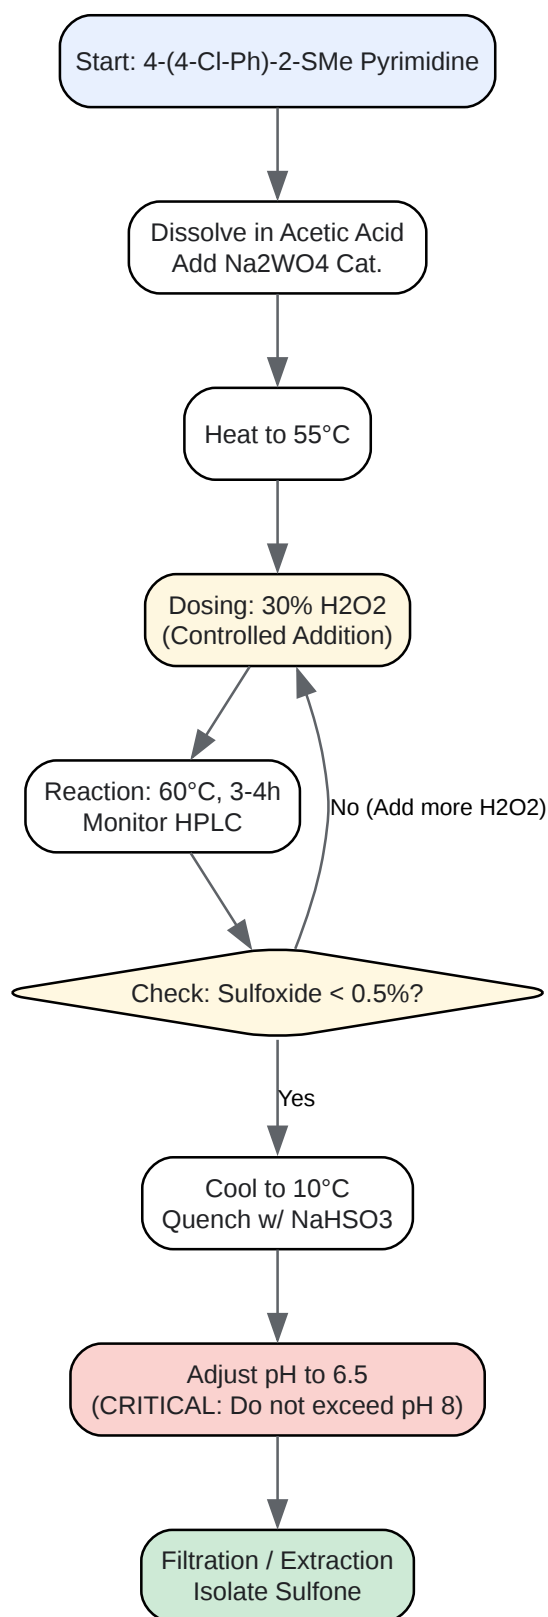 Start: 4-(4-Cl-Ph)-2-SMe Pyrimidine
Dissolve in Acetic Acid
Add Na2WO4 Cat.
Heat to 55°C
Dosing: 30% H2O2
(Controlled Addition)
Reaction: 60°C, 3-4h
Monitor HPLC
No (Add more H2O2)
Check: Sulfoxide < 0.5%?
Yes
Cool to 10°C
Quench w/ NaHSO3
Adjust pH to 6.5
(CRITICAL: Do not exceed pH 8)
Filtration / Extraction
Isolate Sulfone